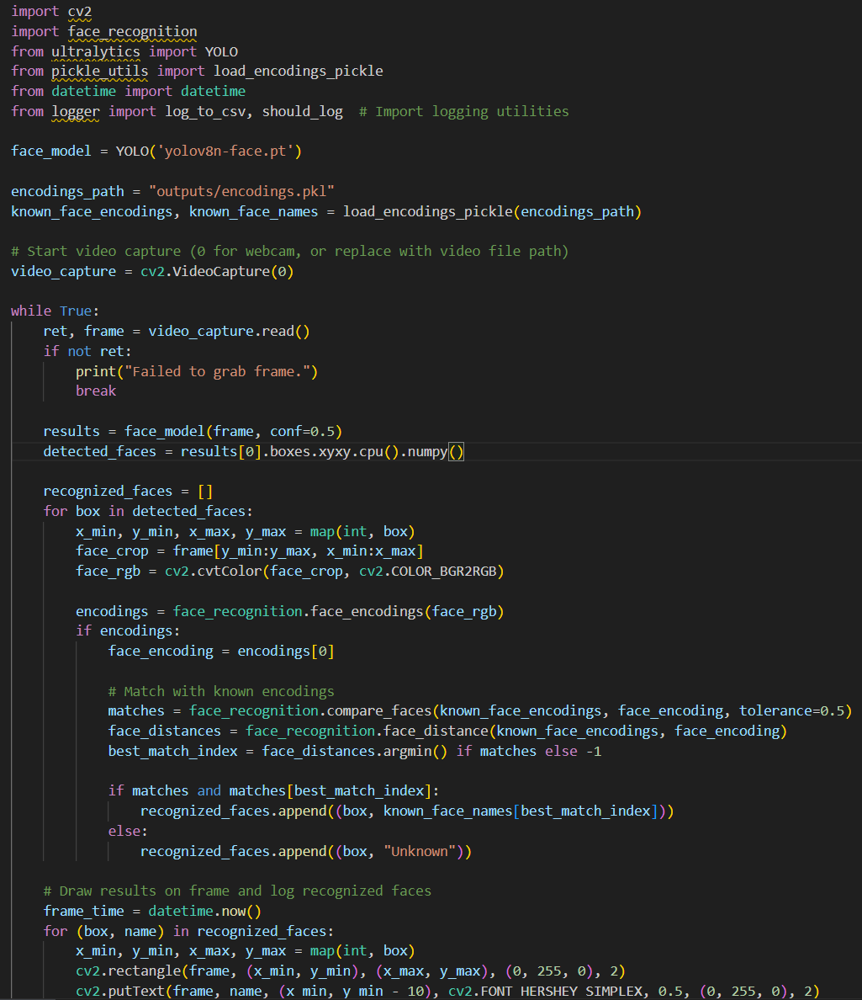 import cv2
import face_recognition
from ultralytics import YOLO
from pickle_utils import load_encodings_pickle
from datetime import datetime
from logger import log_to_csv, should_log  # Import logging utilities

face_model = YOLO('yolov8n-face.pt')

encodings_path = "outputs/encodings.pkl"
known_face_encodings, known_face_names = load_encodings_pickle(encodings_path)

# Start video capture (0 for webcam, or replace with video file path)
video_capture = cv2.VideoCapture(0)

while True:
    ret, frame = video_capture.read()
    if not ret:
        print("Failed to grab frame.")
        break

    results = face_model(frame, conf=0.5)
    detected_faces = results[0].boxes.xyxy.cpu().numpy()

    recognized_faces = []
    for box in detected_faces:
        x_min, y_min, x_max, y_max = map(int, box)
        face_crop = frame[y_min:y_max, x_min:x_max]
        face_rgb = cv2.cvtColor(face_crop, cv2.COLOR_BGR2RGB)

        encodings = face_recognition.face_encodings(face_rgb)
        if encodings:
            face_encoding = encodings[0]

            # Match with known encodings
            matches = face_recognition.compare_faces(known_face_encodings, face_encoding, tolerance=0.5)
            face_distances = face_recognition.face_distance(known_face_encodings, face_encoding)
            best_match_index = face_distances.argmin() if matches else -1

            if matches and matches[best_match_index]:
                recognized_faces.append((box, known_face_names[best_match_index]))
            else:
                recognized_faces.append((box, "Unknown"))

    # Draw results on frame and log recognized faces
    frame_time = datetime.now()
    for (box, name) in recognized_faces:
        x_min, y_min, x_max, y_max = map(int, box)
        cv2.rectangle(frame, (x_min, y_min), (x_max, y_max), (0, 255, 0), 2)
        cv2.putText(frame, name, (x_min, y_min - 10), cv2.FONT_HERSHEY_SIMPLEX, 0.5, (0, 255, 0), 2)